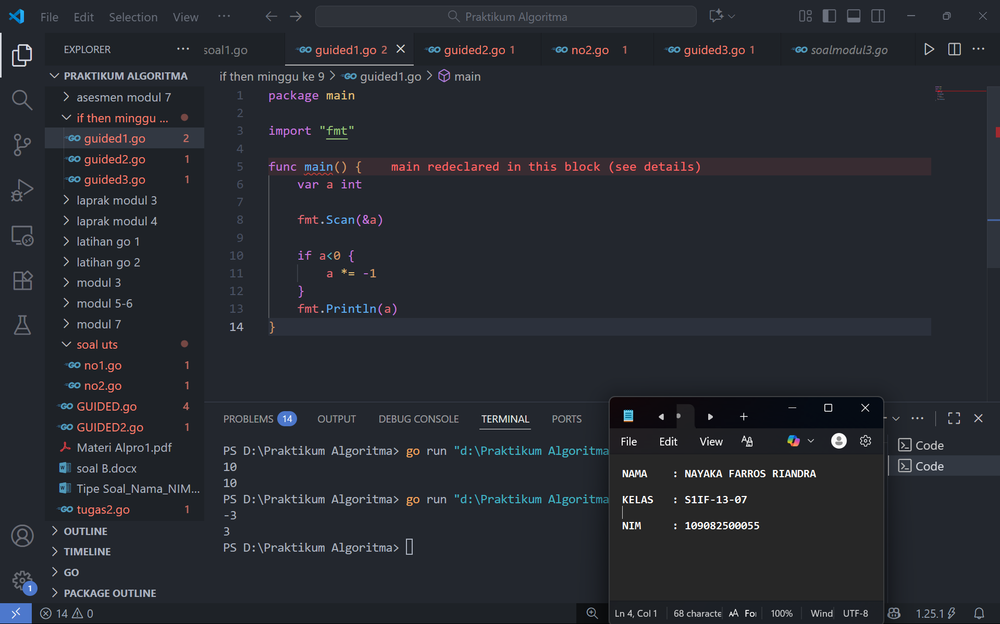 File Edit Selection View ··· Praktikum Algoritma
EXPLORER ···
soal1.go
guided1.go 2
guided2.go 1
no2.go 1
guided3.go 1
soalmodul3.go
PRAKTIKUM ALGORITMA
asesmen modul 7
if then minggu ...
guided1.go 2
guided2.go 1
guided3.go 1
laprak modul 3
laprak modul 4
latihan go 1
latihan go 2
modul 3
modul 5-6
modul 7
soal uts
no1.go 1
no2.go 1
GUIDED.go 4
GUIDED2.go 1
Materi Alpro1.pdf
soal B.docx
Tipe Soal_Nama_NIM...
tugas2.go 1
OUTLINE
TIMELINE
GO
PACKAGE OUTLINE
if then minggu ke 9 > guided1.go > main
1 package main
2
3 import "fmt"
4
5 func main() { main redeclared in this block (see details)
6 var a int
7
8 fmt.Scan(&a)
9
10 if a<0 {
11 a *= -1
12 }
13 fmt.Println(a)
14 }
PROBLEMS 14 OUTPUT DEBUG CONSOLE TERMINAL PORTS
PS D:\Praktikum Algoritma> go run "d:\Praktikum Algoritma
10
10
PS D:\Praktikum Algoritma> go run "d:\Praktikum Algoritma
-3
3
PS D:\Praktikum Algoritma>
Code
Code
File Edit View
NAMA : NAYAKA FARROS RIANDRA
KELAS : S1IF-13-07
NIM : 109082500055
Ln 4, Col 1 68 characte For 100% Wind UTF-8
1
14 0
1.25.1